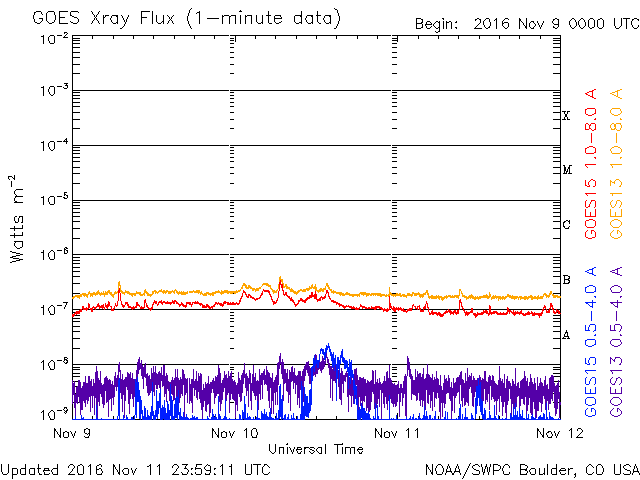 GOES Xray Flux (1-minute data)
Begin: 2016 Nov 9 0000 UTC
10^-2
10^-3
10^-4
10^-5
10^-6
10^-7
10^-8
10^-9
Watts m^-2
X
M
C
B
A
GOES15 1.0-8.0 A
GOES13 1.0-8.0 A
GOES15 0.5-4.0 A
GOES13 0.5-4.0 A
Nov 9 Nov 10 Nov 11 Nov 12
Universal Time
Updated 2016 Nov 11 23:59:11 UTC
NOAA/SWPC Boulder, CO USA